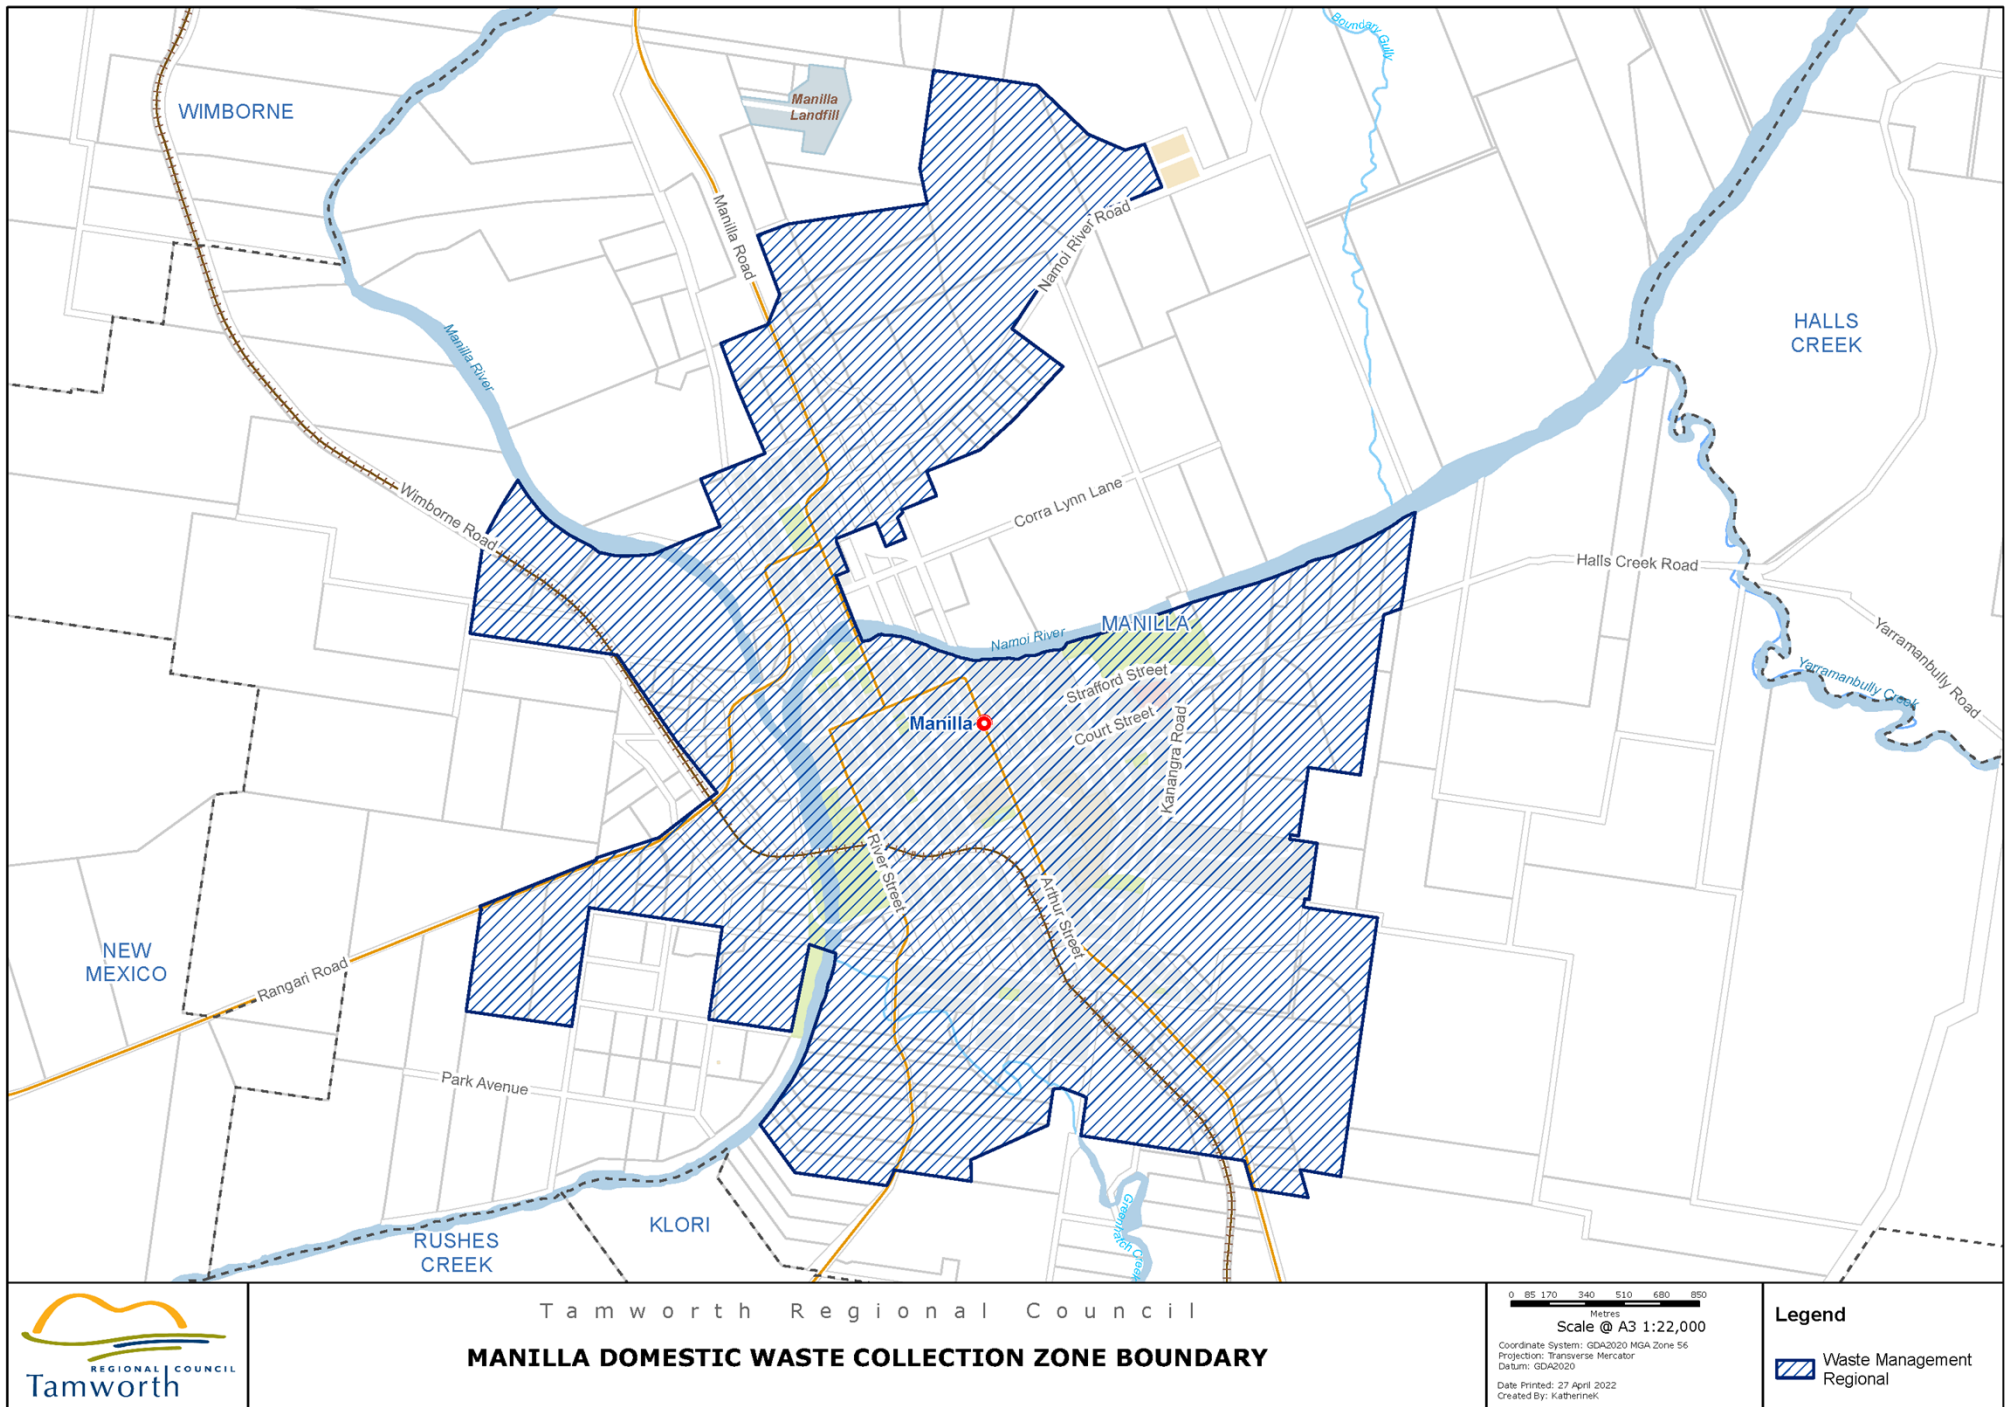 Boundary Gully
WIMBORNE
Manilla
Landfill
Manilla Road
Namoi River Road
HALLS
CREEK
Manilla River
Wimborne Road
Corra Lynn Lane
Halls Creek Road
MANILLA
Namoi River
Yarramanbully Road
Strafford Street
Yarramanbully Creek
Court Street
Manilla
Kanangra Road
River Street
Arthur Street
NEW
MEXICO
Rangari Road
Park Avenue
Greenhatch Creek
KLORI
RUSHES
CREEK
Tamworth Regional Council
MANILLA DOMESTIC WASTE COLLECTION ZONE BOUNDARY
REGIONAL COUNCIL
Tamworth
0 85 170 340 510 680 850
Metres
Scale @ A3 1:22,000
Coordinate System: GDA2020 MGA Zone 56
Projection: Transverse Mercator
Datum: GDA2020
Date Printed: 27 April 2022
Created By: KatherineK
Legend
Waste Management
Regional